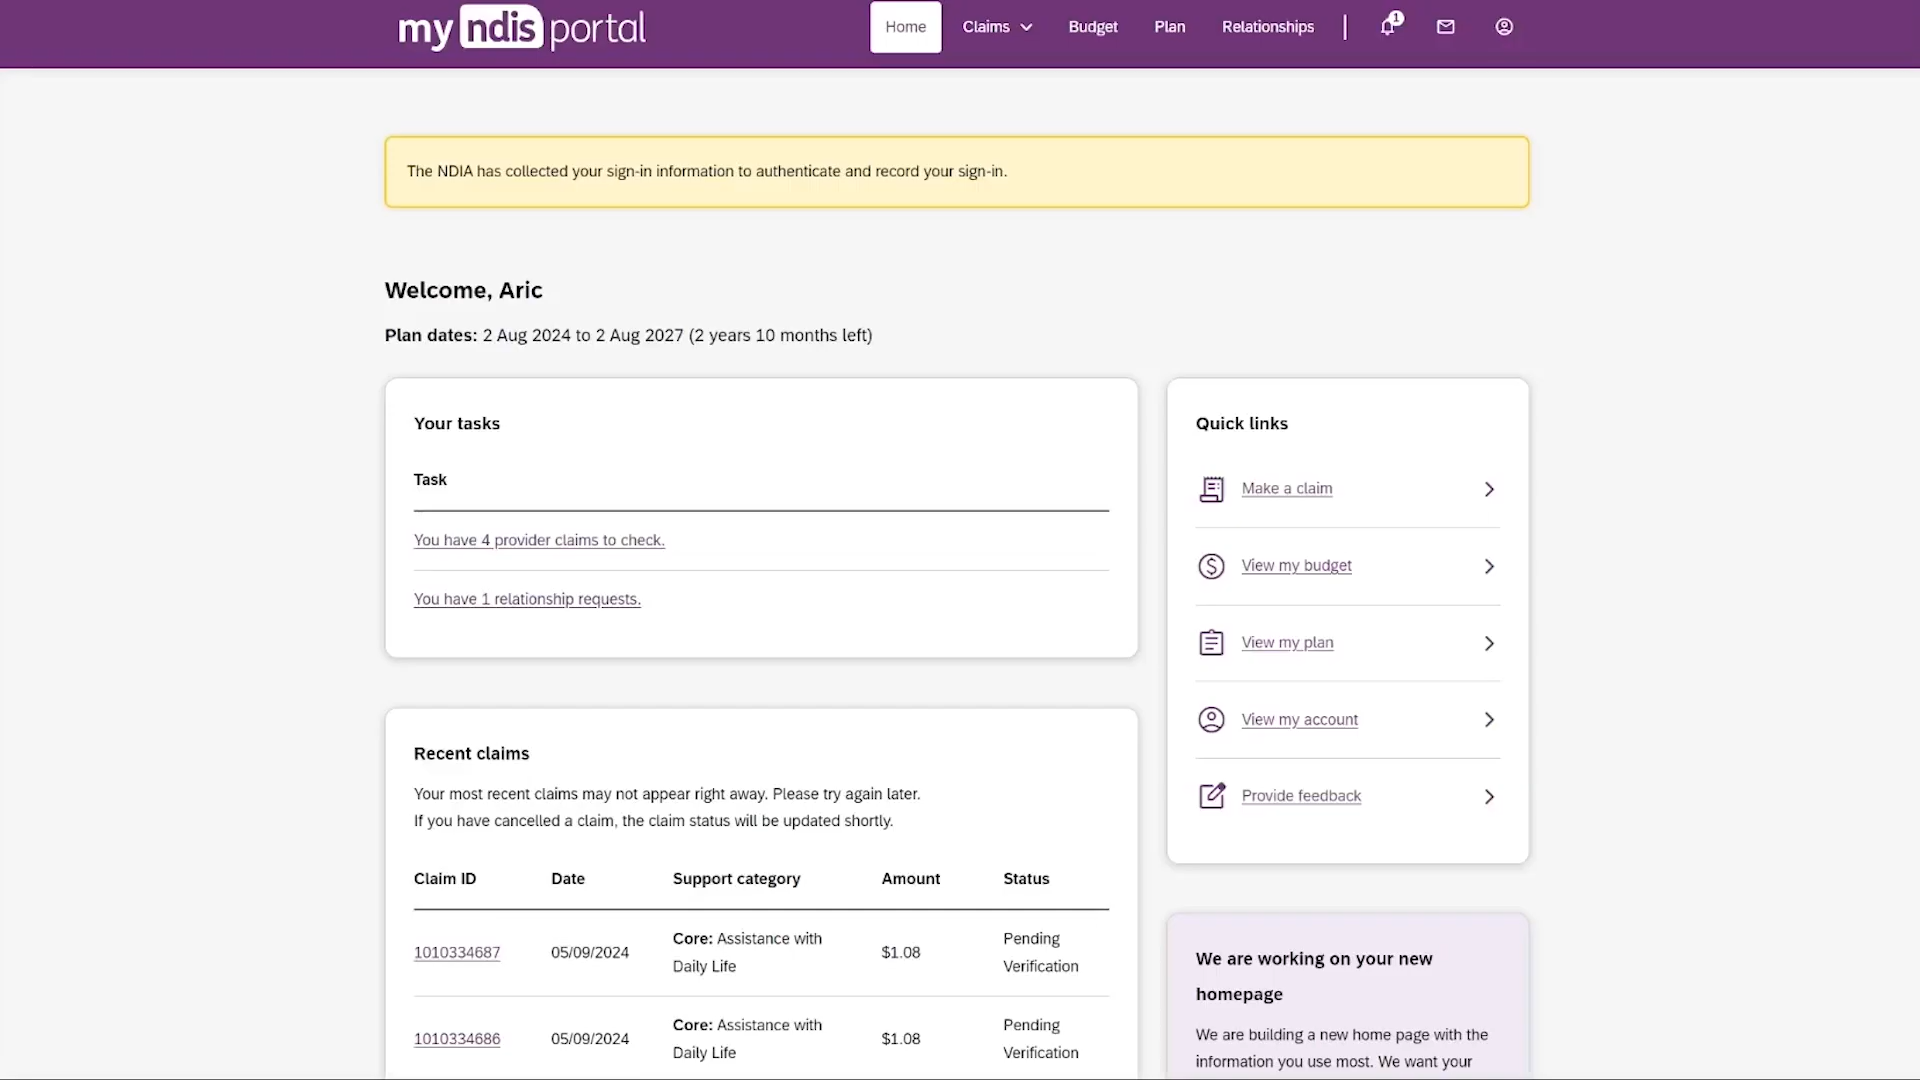 my ndis portal
Home
Claims
Budget
Plan
Relationships
1
The NDIA has collected your sign-in information to authenticate and record your sign-in.
Welcome, Aric
Plan dates: 2 Aug 2024 to 2 Aug 2027 (2 years 10 months left)
Your tasks
Task
You have 4 provider claims to check.
You have 1 relationship requests.
Quick links
Make a claim
View my budget
View my plan
View my account
Provide feedback
Recent claims
Your most recent claims may not appear right away. Please try again later.
If you have cancelled a claim, the claim status will be updated shortly.
Claim ID Date Support category Amount Status
1010334687 05/09/2024 Core: Assistance with Daily Life $1.08 Pending Verification
1010334686 05/09/2024 Core: Assistance with Daily Life $1.08 Pending Verification
We are working on your new
homepage
We are building a new home page with the
information you use most. We want your